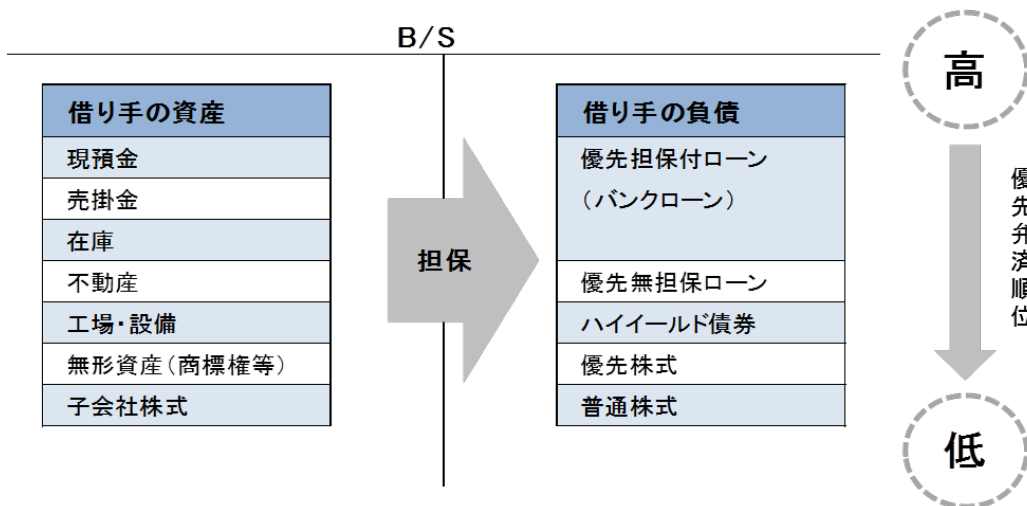 B/S
借り手の資産
現預金
売掛金
在庫
不動産
工場・設備
無形資産（商標権等）
子会社株式
担保
借り手の負債
優先担保付ローン
（バンクローン）
優先無担保ローン
ハイイールド債券
優先株式
普通株式
高
優先弁済順位
低